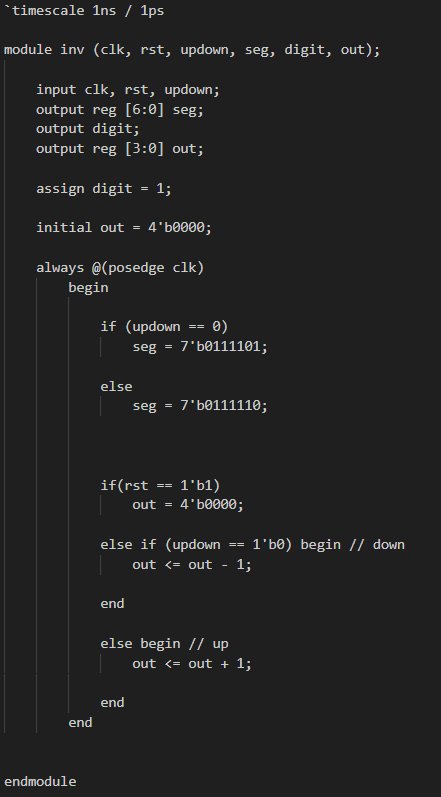 `timescale 1ns / 1ps
module inv (clk, rst, updown, seg, digit, out);
input clk, rst, updown;
output reg [6:0] seg;
output digit;
output reg [3:0] out;
assign digit = 1;
initial out = 4'b0000;
always @(posedge clk)
begin
if (updown == 0)
seg = 7'b0111101;
else
seg = 7'b0111110;
if(rst == 1'b1)
out = 4'b0000;
else if (updown == 1'b0) begin // down
out <= out - 1;
end
else begin // up
out <= out + 1;
end
end
endmodule